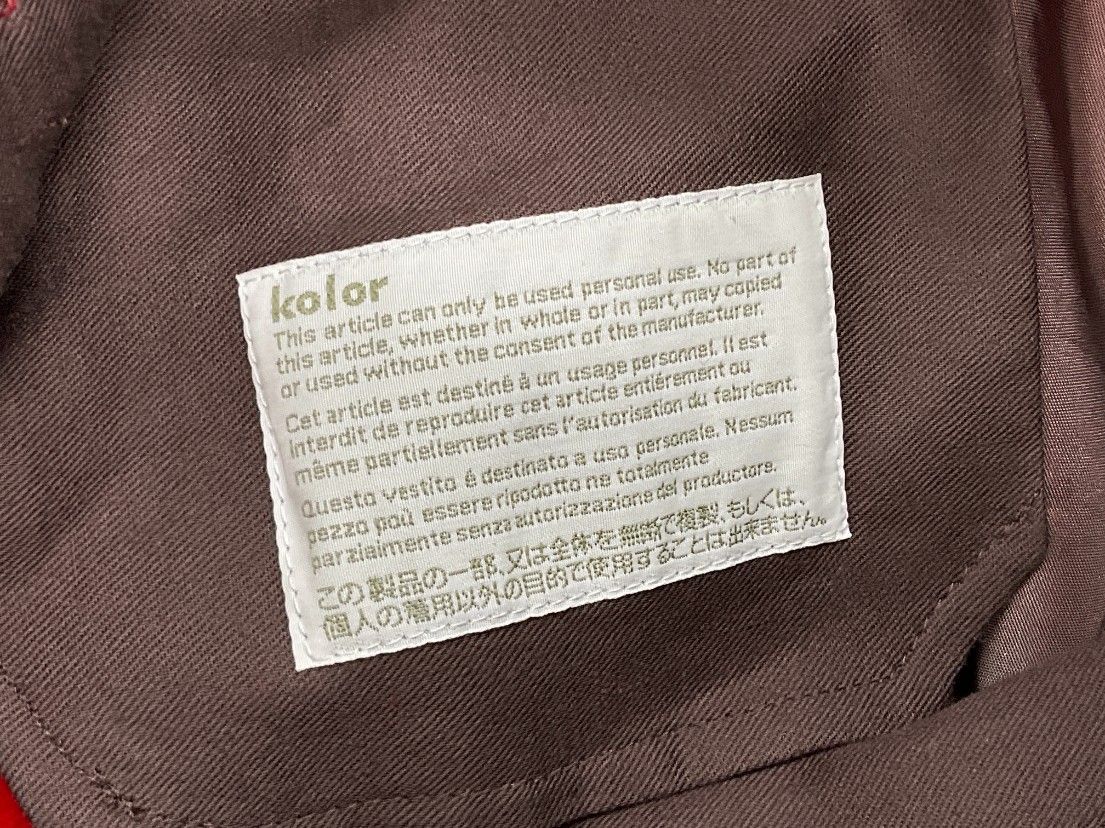 kolor
This article can only be used personal use. No part of
this article, whether in whole or in part, may copied
or used without the consent of the manufacturer.
Cet article est destiné à un usage personnel. Il est
interdit de reproduire cet article entiérement ou
même partiellement sans l'autorisation du fabricant.
Questo vestito é destinato a uso personale. Nessum
pezzo poú essere ripodotto ne totalmente
parziaimente senza autorizzazione del productore.
この製品の一部、又は全体を無断で複製、もしくは、
個人の着用以外の目的で使用することは出来ません。